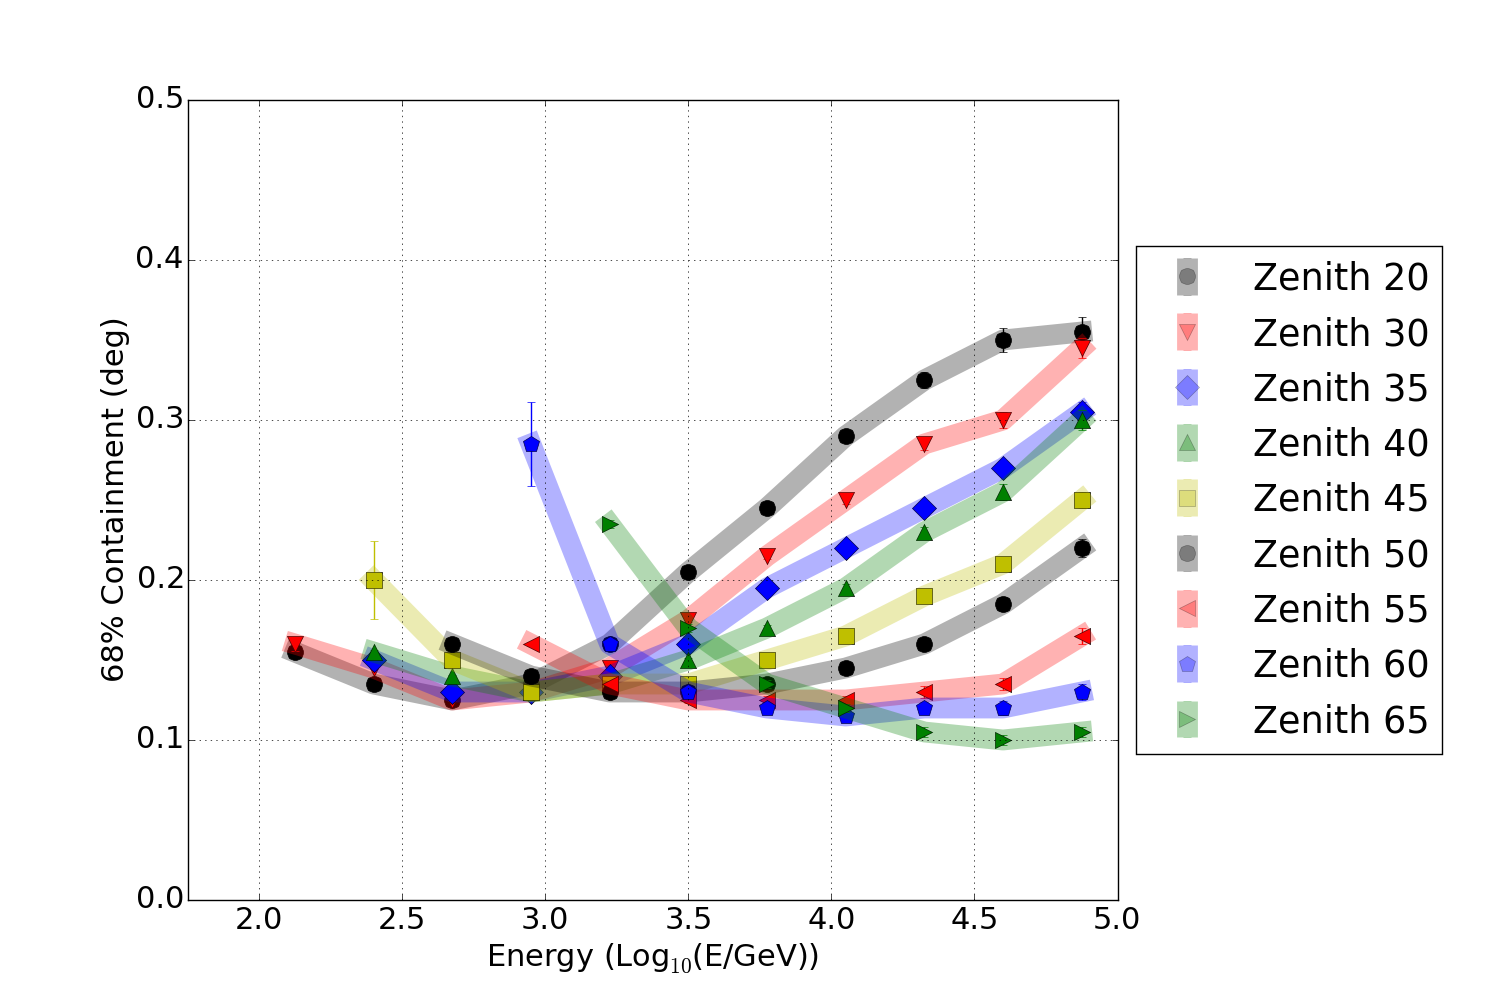 0.5
0.4
0.3
0.2
0.1
0.0
68% Containment (deg)
2.0 2.5 3.0 3.5 4.0 4.5 5.0
Energy (Log10(E/GeV))
Zenith 20
Zenith 30
Zenith 35
Zenith 40
Zenith 45
Zenith 50
Zenith 55
Zenith 60
Zenith 65